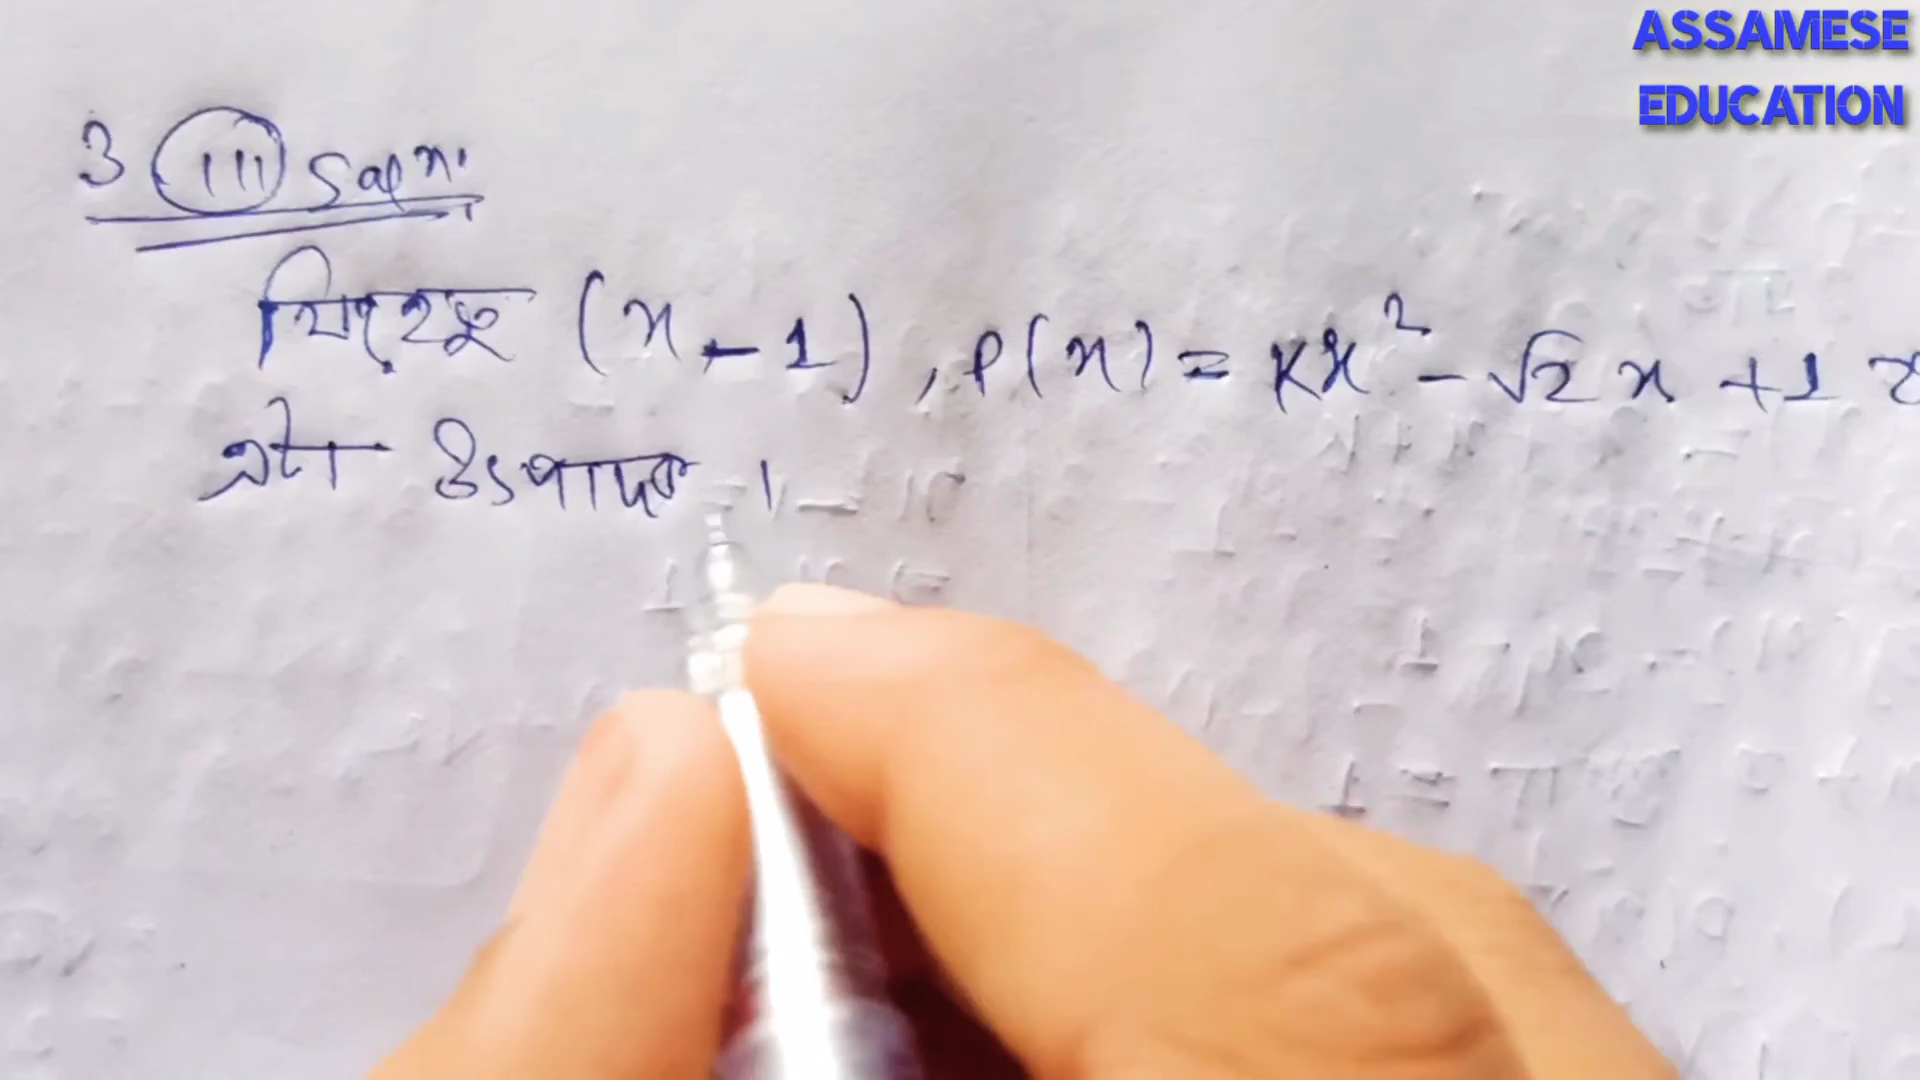 ASSAMESE
EDUCATION
3 (iii) Solⁿ.
যিহেতু (x - 1), P(x) = Kx² - √2 x + 1 ৰ
এটা উৎপাদক ।